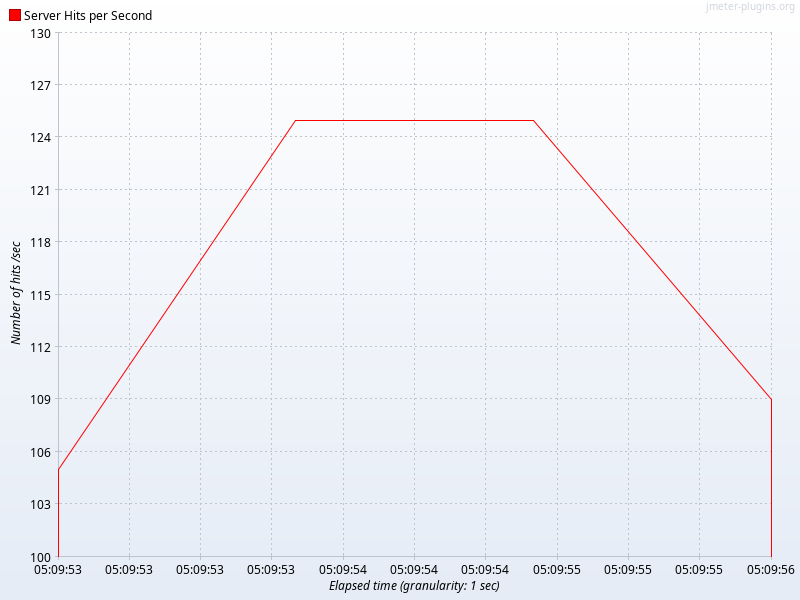 jmeter-plugins.org
Server Hits per Second
130
127
124
121
118
115
112
109
106
103
100
Number of hits /sec
05:09:53 05:09:53 05:09:53 05:09:53 05:09:54 05:09:54 05:09:54 05:09:55 05:09:55 05:09:55 05:09:56
Elapsed time (granularity: 1 sec)